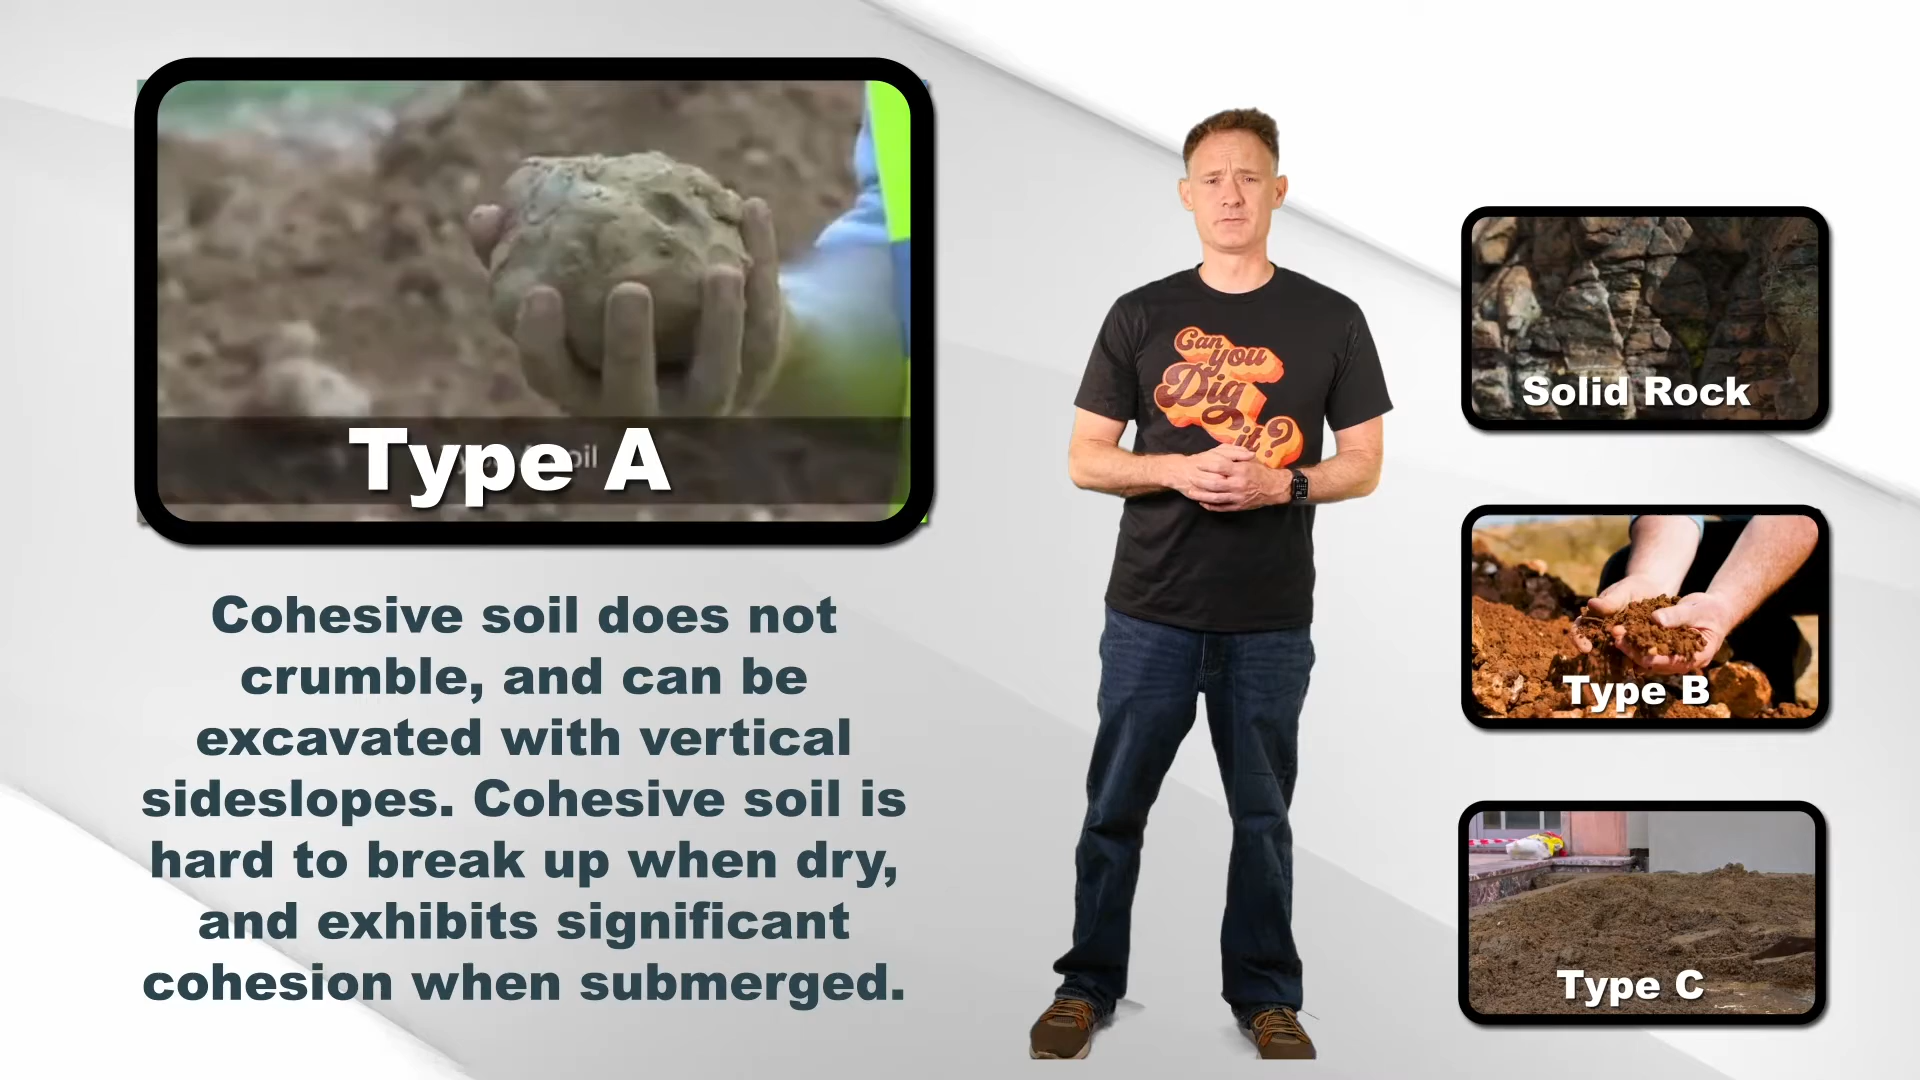 Type A
Cohesive soil does not
crumble, and can be
excavated with vertical
sideslopes. Cohesive soil is
hard to break up when dry,
and exhibits significant
cohesion when submerged.
Can
you
Dig
it?
Solid Rock
Type B
Type C